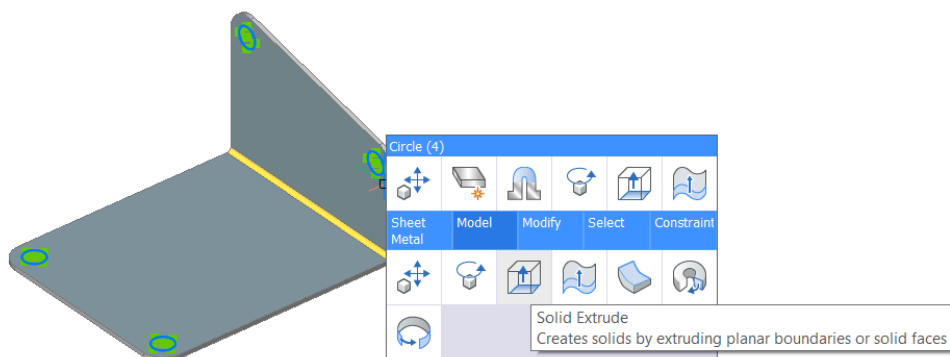 Circle (4)
Sheet Metal Model Modify Select Constraint
Solid Extrude
Creates solids by extruding planar boundaries or solid faces